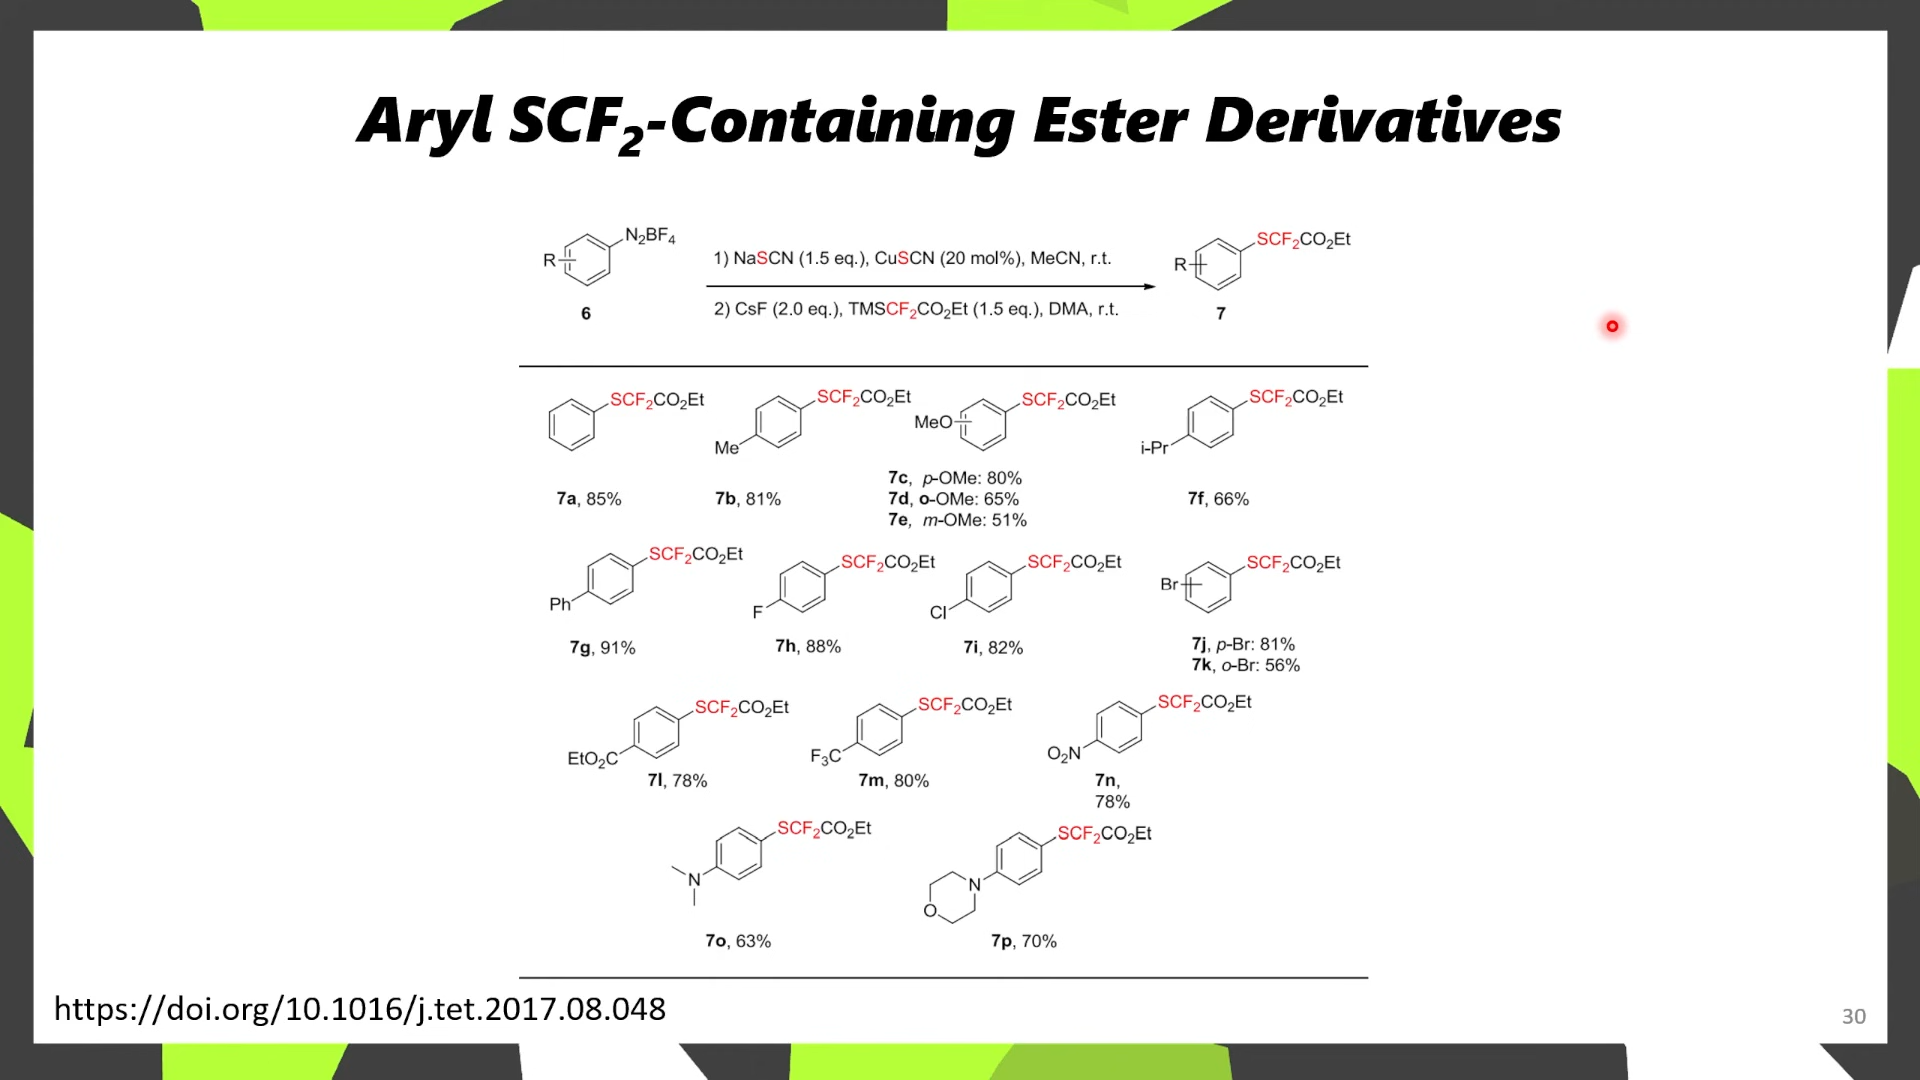 Aryl SCF2-Containing Ester Derivatives
N2BF4
R
6
1) NaSCN (1.5 eq.), CuSCN (20 mol%), MeCN, r.t.
2) CsF (2.0 eq.), TMSCF2CO2Et (1.5 eq.), DMA, r.t.
SCF2CO2Et
R
7
SCF2CO2Et
7a, 85%
SCF2CO2Et
Me
7b, 81%
SCF2CO2Et
MeO
7c, p-OMe: 80%
7d, o-OMe: 65%
7e, m-OMe: 51%
SCF2CO2Et
i-Pr
7f, 66%
SCF2CO2Et
Ph
7g, 91%
SCF2CO2Et
F
7h, 88%
SCF2CO2Et
Cl
7i, 82%
SCF2CO2Et
Br
7j, p-Br: 81%
7k, o-Br: 56%
SCF2CO2Et
EtO2C
7l, 78%
SCF2CO2Et
F3C
7m, 80%
SCF2CO2Et
O2N
7n,
78%
SCF2CO2Et
N
7o, 63%
SCF2CO2Et
N
O
7p, 70%
https://doi.org/10.1016/j.tet.2017.08.048
30